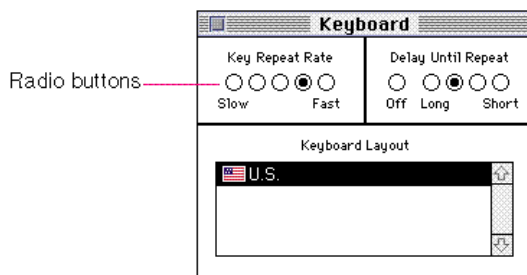 Keyboard
Key Repeat Rate
Slow Fast
Delay Until Repeat
Off Long Short
Radio buttons
Keyboard Layout
U.S.